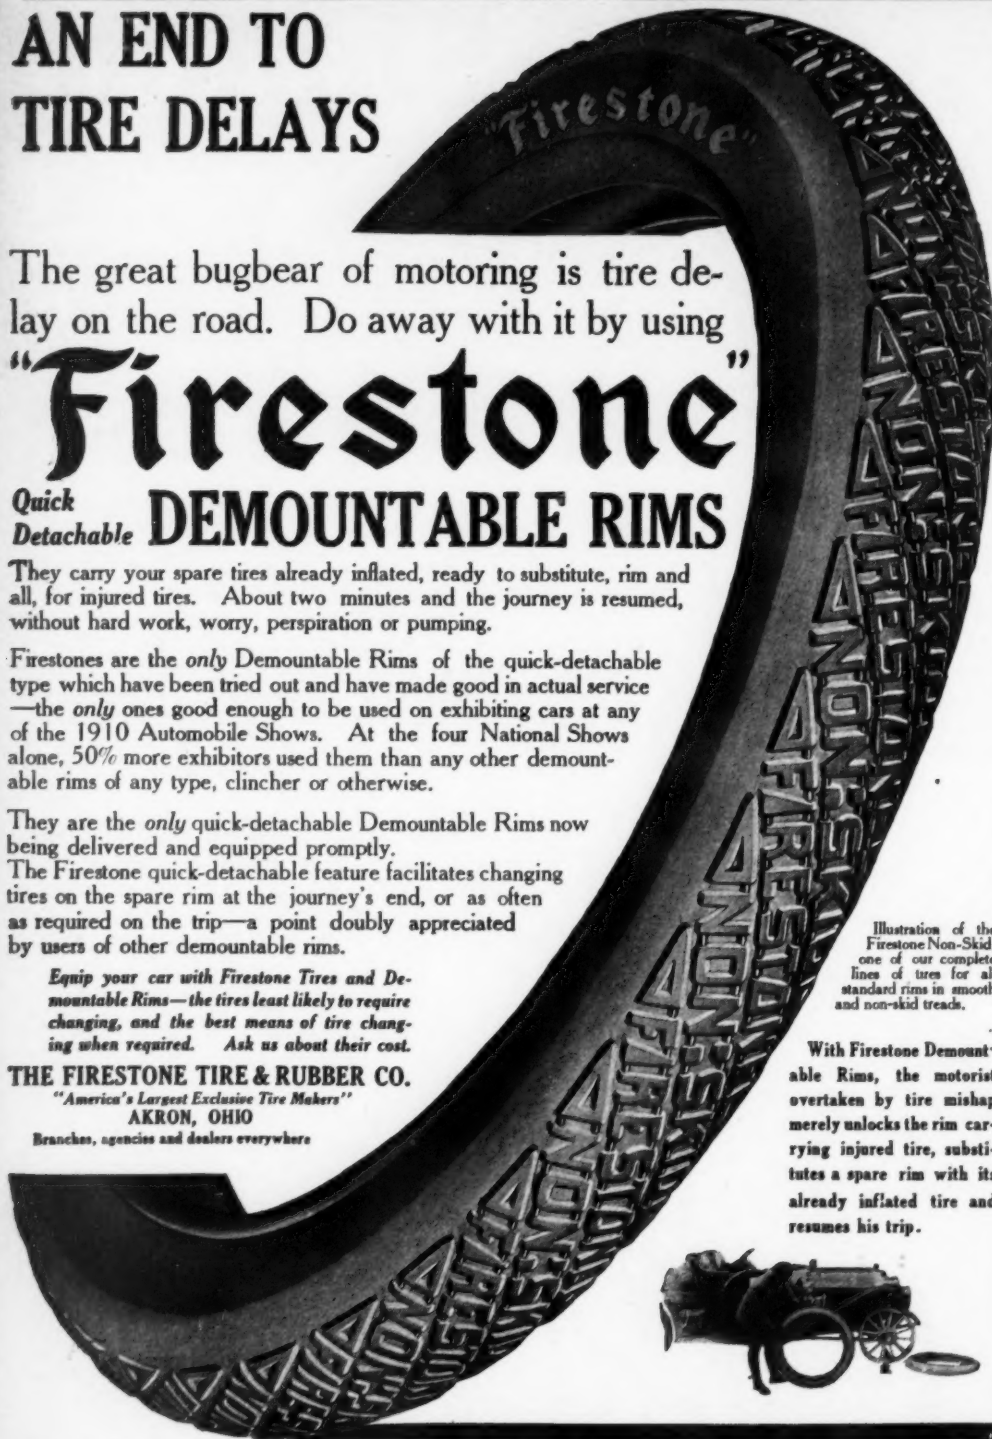 AN END TO
TIRE DELAYS
"Firestone"
The great bugbear of motoring is tire de-
lay on the road. Do away with it by using
"Firestone"
Quick
Detachable DEMOUNTABLE RIMS
They carry your spare tires already inflated, ready to substitute, rim and
all, for injured tires. About two minutes and the journey is resumed,
without hard work, worry, perspiration or pumping.
Firestones are the only Demountable Rims of the quick-detachable
type which have been tried out and have made good in actual service
—the only ones good enough to be used on exhibiting cars at any
of the 1910 Automobile Shows. At the four National Shows
alone, 50% more exhibitors used them than any other demount-
able rims of any type, clincher or otherwise.
They are the only quick-detachable Demountable Rims now
being delivered and equipped promptly.
The Firestone quick-detachable feature facilitates changing
tires on the spare rim at the journey's end, or as often
as required on the trip—a point doubly appreciated
by users of other demountable rims.
Equip your car with Firestone Tires and De-
mountable Rims—the tires least likely to require
changing, and the best means of tire chang-
ing when required. Ask us about their cost.
THE FIRESTONE TIRE & RUBBER CO.
"America's Largest Exclusive Tire Makers"
AKRON, OHIO
Branches, agencies and dealers everywhere
NON-SKID
FIRESTONE
NON-SKID
FIRESTONE
NON-SKID
FIRESTONE
NON-SKID
FIRESTONE
NON-SKID
Illustration of the
Firestone Non-Skid,
one of our complete
lines of tires for all
standard rims in smooth
and non-skid treads.
With Firestone Demount-
able Rims, the motorist
overtaken by tire mishap
merely unlocks the rim car-
rying injured tire, substi-
tutes a spare rim with its
already inflated tire and
resumes his trip.